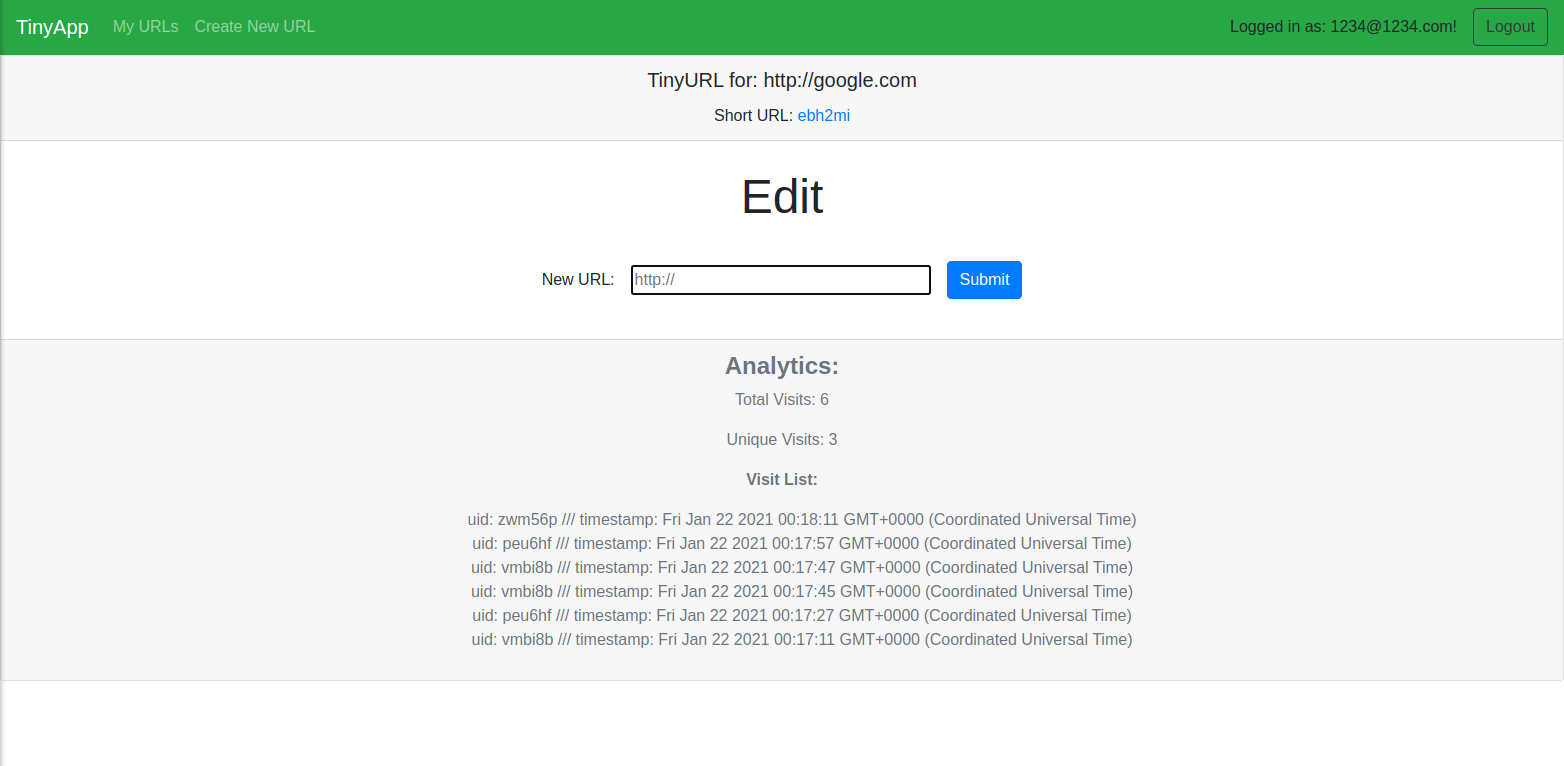 TinyApp My URLs Create New URL Logged in as: 1234@1234.com! Logout
TinyURL for: http://google.com
Short URL: ebh2mi
Edit
New URL: http:// Submit
Analytics:
Total Visits: 6
Unique Visits: 3
Visit List:
uid: zwm56p /// timestamp: Fri Jan 22 2021 00:18:11 GMT+0000 (Coordinated Universal Time)
uid: peu6hf /// timestamp: Fri Jan 22 2021 00:17:57 GMT+0000 (Coordinated Universal Time)
uid: vmbi8b /// timestamp: Fri Jan 22 2021 00:17:47 GMT+0000 (Coordinated Universal Time)
uid: vmbi8b /// timestamp: Fri Jan 22 2021 00:17:45 GMT+0000 (Coordinated Universal Time)
uid: peu6hf /// timestamp: Fri Jan 22 2021 00:17:27 GMT+0000 (Coordinated Universal Time)
uid: vmbi8b /// timestamp: Fri Jan 22 2021 00:17:11 GMT+0000 (Coordinated Universal Time)